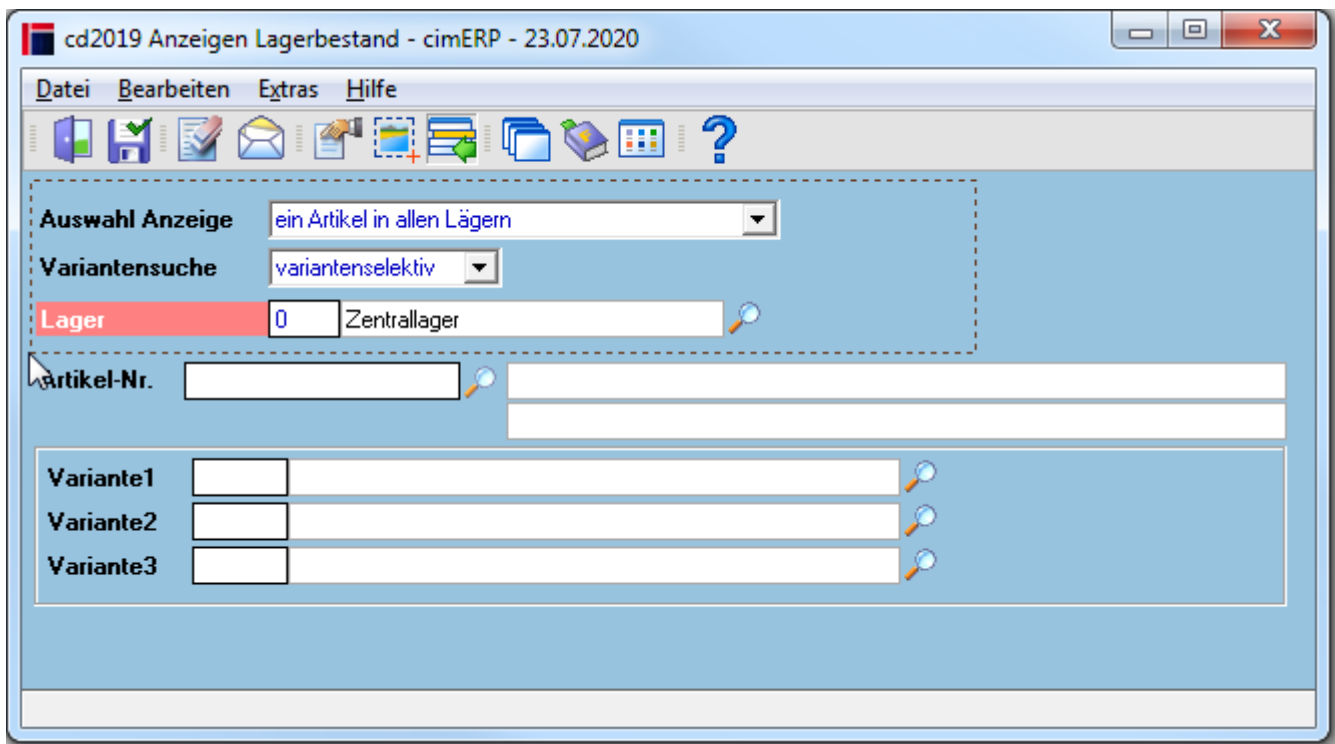 cd2019 Anzeigen Lagerbestand - cimERP - 23.07.2020
Datei Bearbeiten Extras Hilfe
Auswahl Anzeige ein Artikel in allen Lägern
Variantensuche variantenselektiv
Lager 0 Zentrallager
Artikel-Nr.
Variante1
Variante2
Variante3